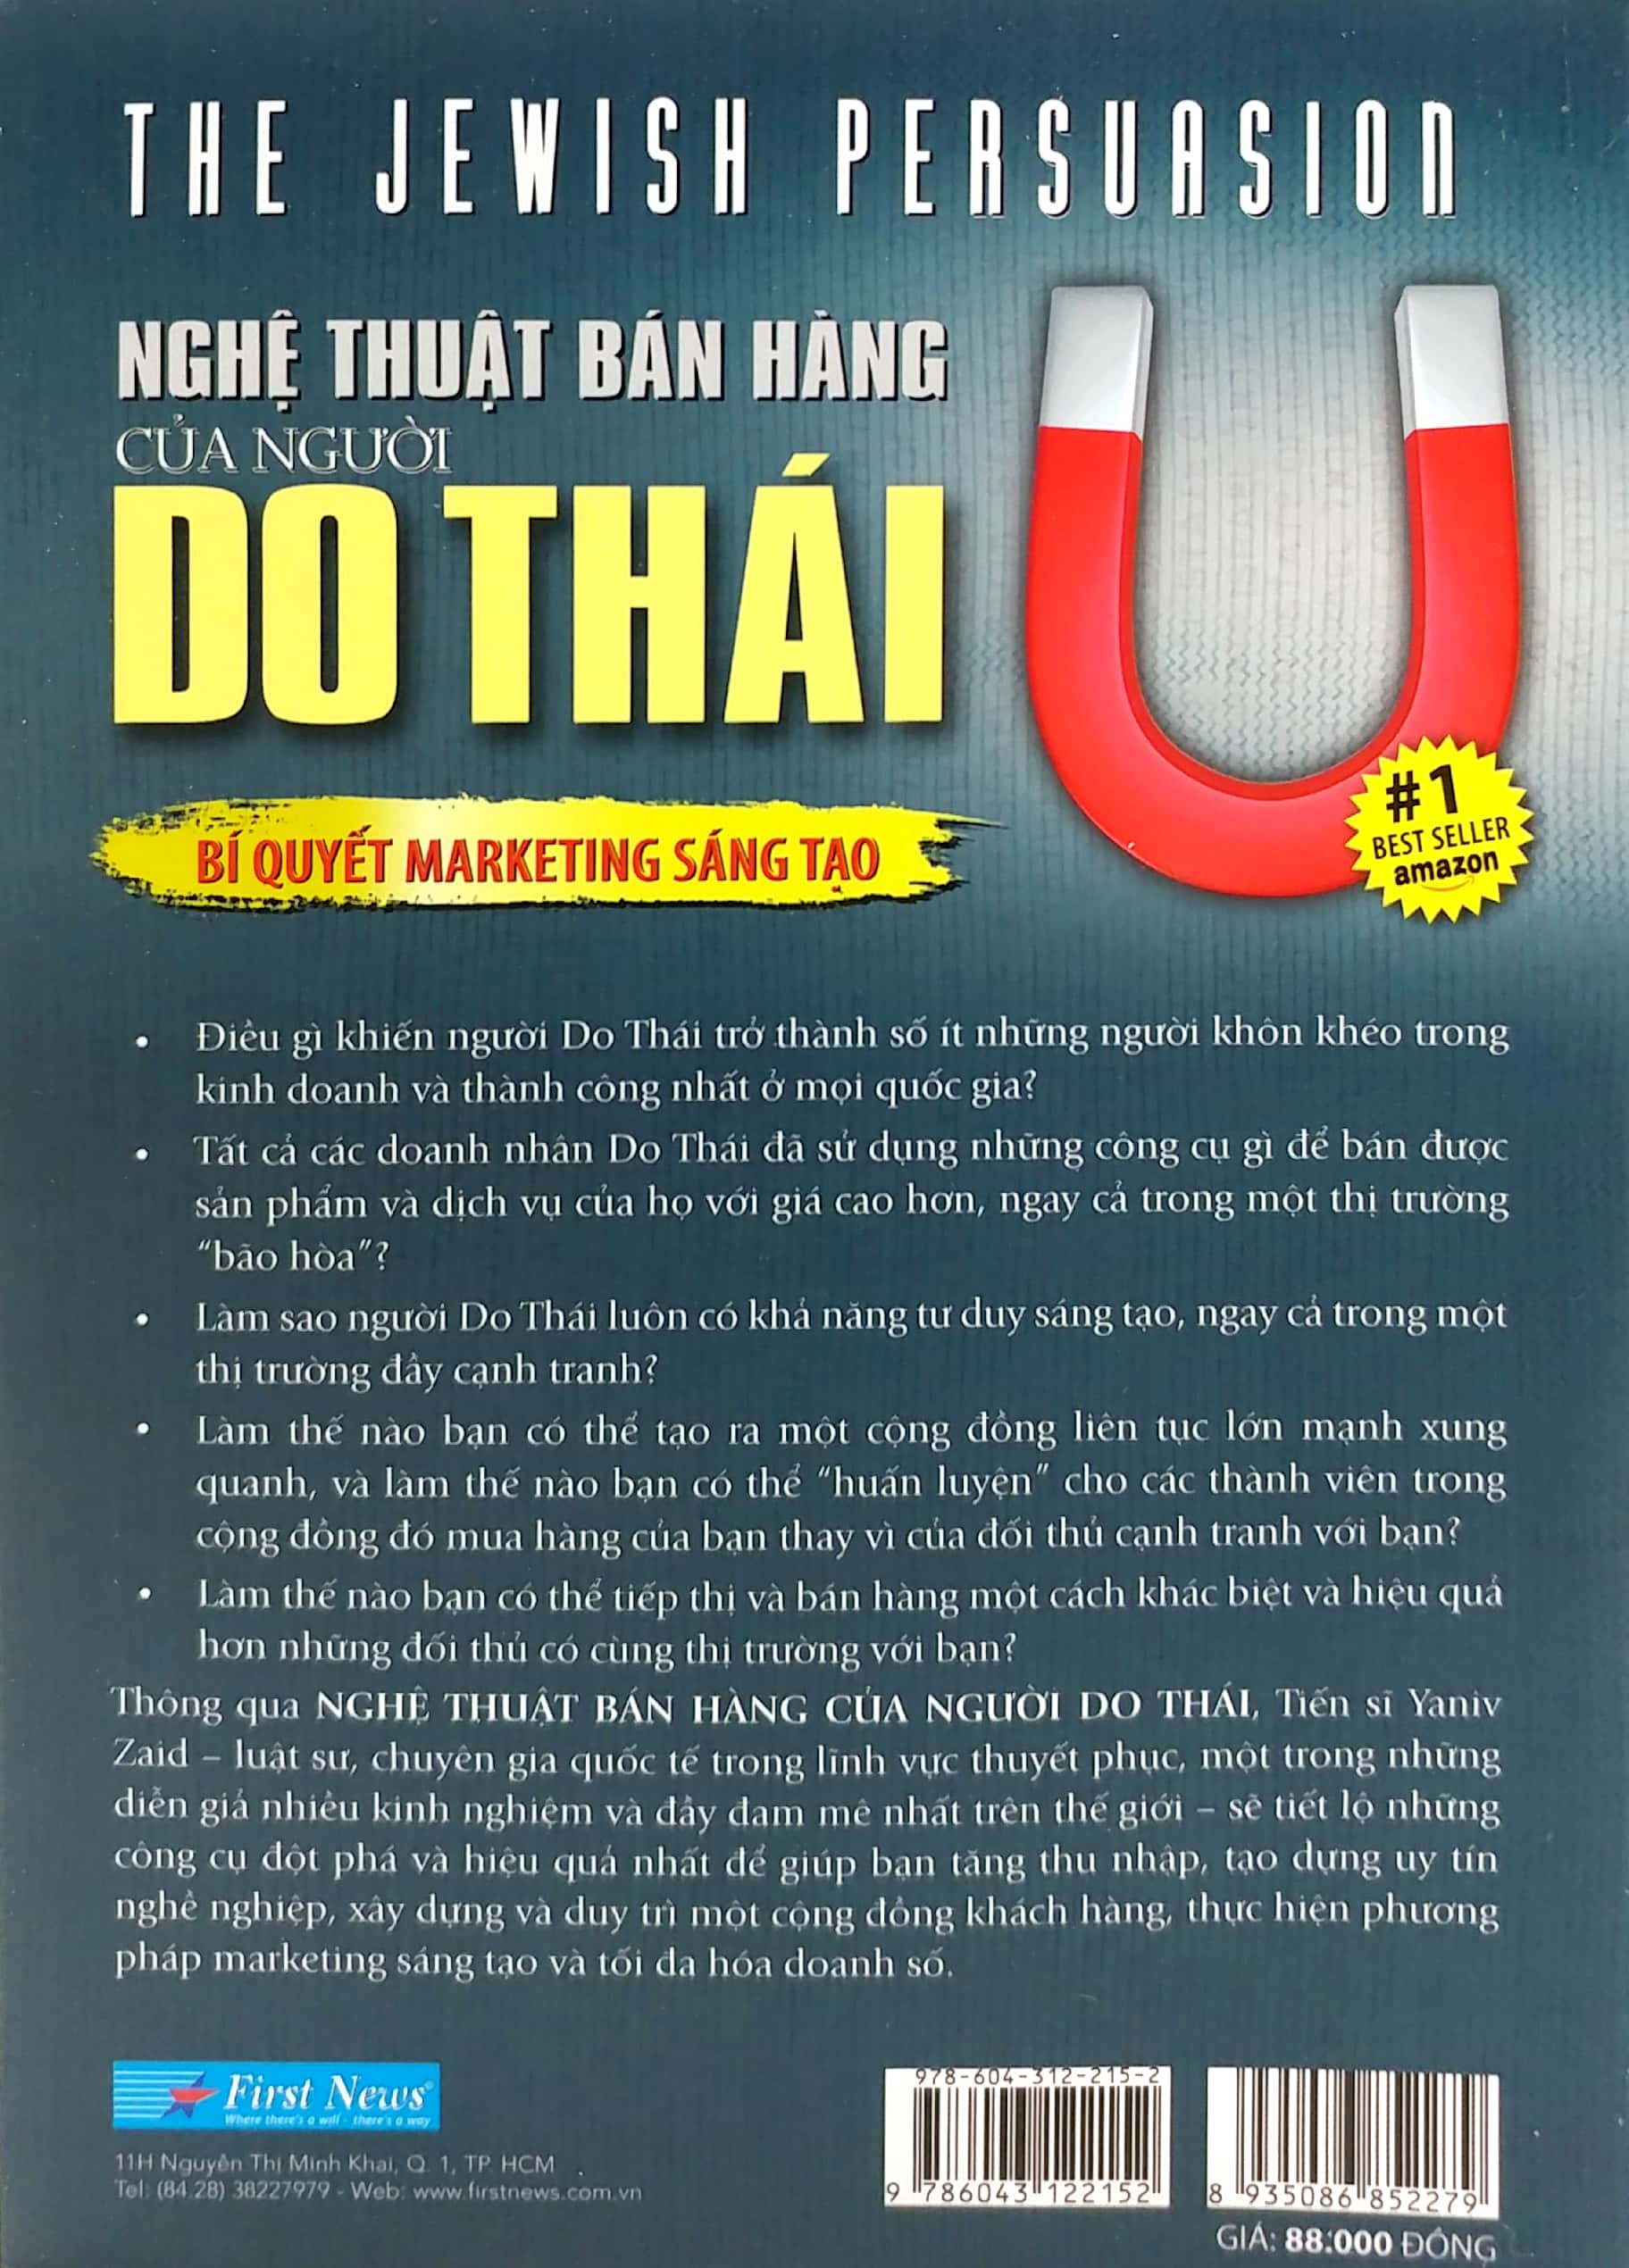 THE JEWISH PERSUASION
NGHỆ THUẬT BÁN HÀNG
CỦA NGƯỜI
DO THÁI
BÍ QUYẾT MARKETING SÁNG TẠO
#1
BEST SELLER
amazon
• Điều gì khiến người Do Thái trở thành số ít những người khôn khéo trong
kinh doanh và thành công nhất ở mọi quốc gia?
• Tất cả các doanh nhân Do Thái đã sử dụng những công cụ gì để bán được
sản phẩm và dịch vụ của họ với giá cao hơn, ngay cả trong một thị trường
“bão hòa”?
• Làm sao người Do Thái luôn có khả năng tư duy sáng tạo, ngay cả trong một
thị trường đầy cạnh tranh?
• Làm thế nào bạn có thể tạo ra một cộng đồng liên tục lớn mạnh xung
quanh, và làm thế nào bạn có thể “huấn luyện” cho các thành viên trong
cộng đồng đó mua hàng của bạn thay vì của đối thủ cạnh tranh với bạn?
• Làm thế nào bạn có thể tiếp thị và bán hàng một cách khác biệt và hiệu quả
hơn những đối thủ có cùng thị trường với bạn?
Thông qua NGHỆ THUẬT BÁN HÀNG CỦA NGƯỜI DO THÁI, Tiến sĩ Yaniv
Zaid – luật sư, chuyên gia quốc tế trong lĩnh vực thuyết phục, một trong những
diễn giả nhiều kinh nghiệm và đầy đam mê nhất trên thế giới – sẽ tiết lộ những
công cụ đột phá và hiệu quả nhất để giúp bạn tăng thu nhập, tạo dựng uy tín
nghề nghiệp, xây dựng và duy trì một cộng đồng khách hàng, thực hiện phương
pháp marketing sáng tạo và tối đa hóa doanh số.
First News®
Where there's a will - there's a way
11H Nguyễn Thị Minh Khai, Q. 1, TP. HCM
Tel: (84.28) 38227979 - Web: www.firstnews.com.vn
978-604-312-215-2
9 786043 122152
8 935086 852279
GIÁ: 88.000 ĐỒNG